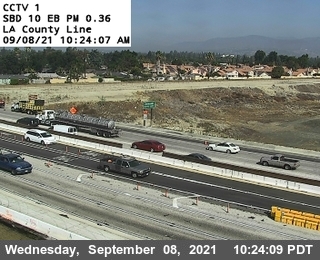 CCTV 1
SBD 10 EB PM 0.36
LA County Line
09/08/21 10:24:07 AM
Wednesday, September 08, 2021 10:24:09 PDT